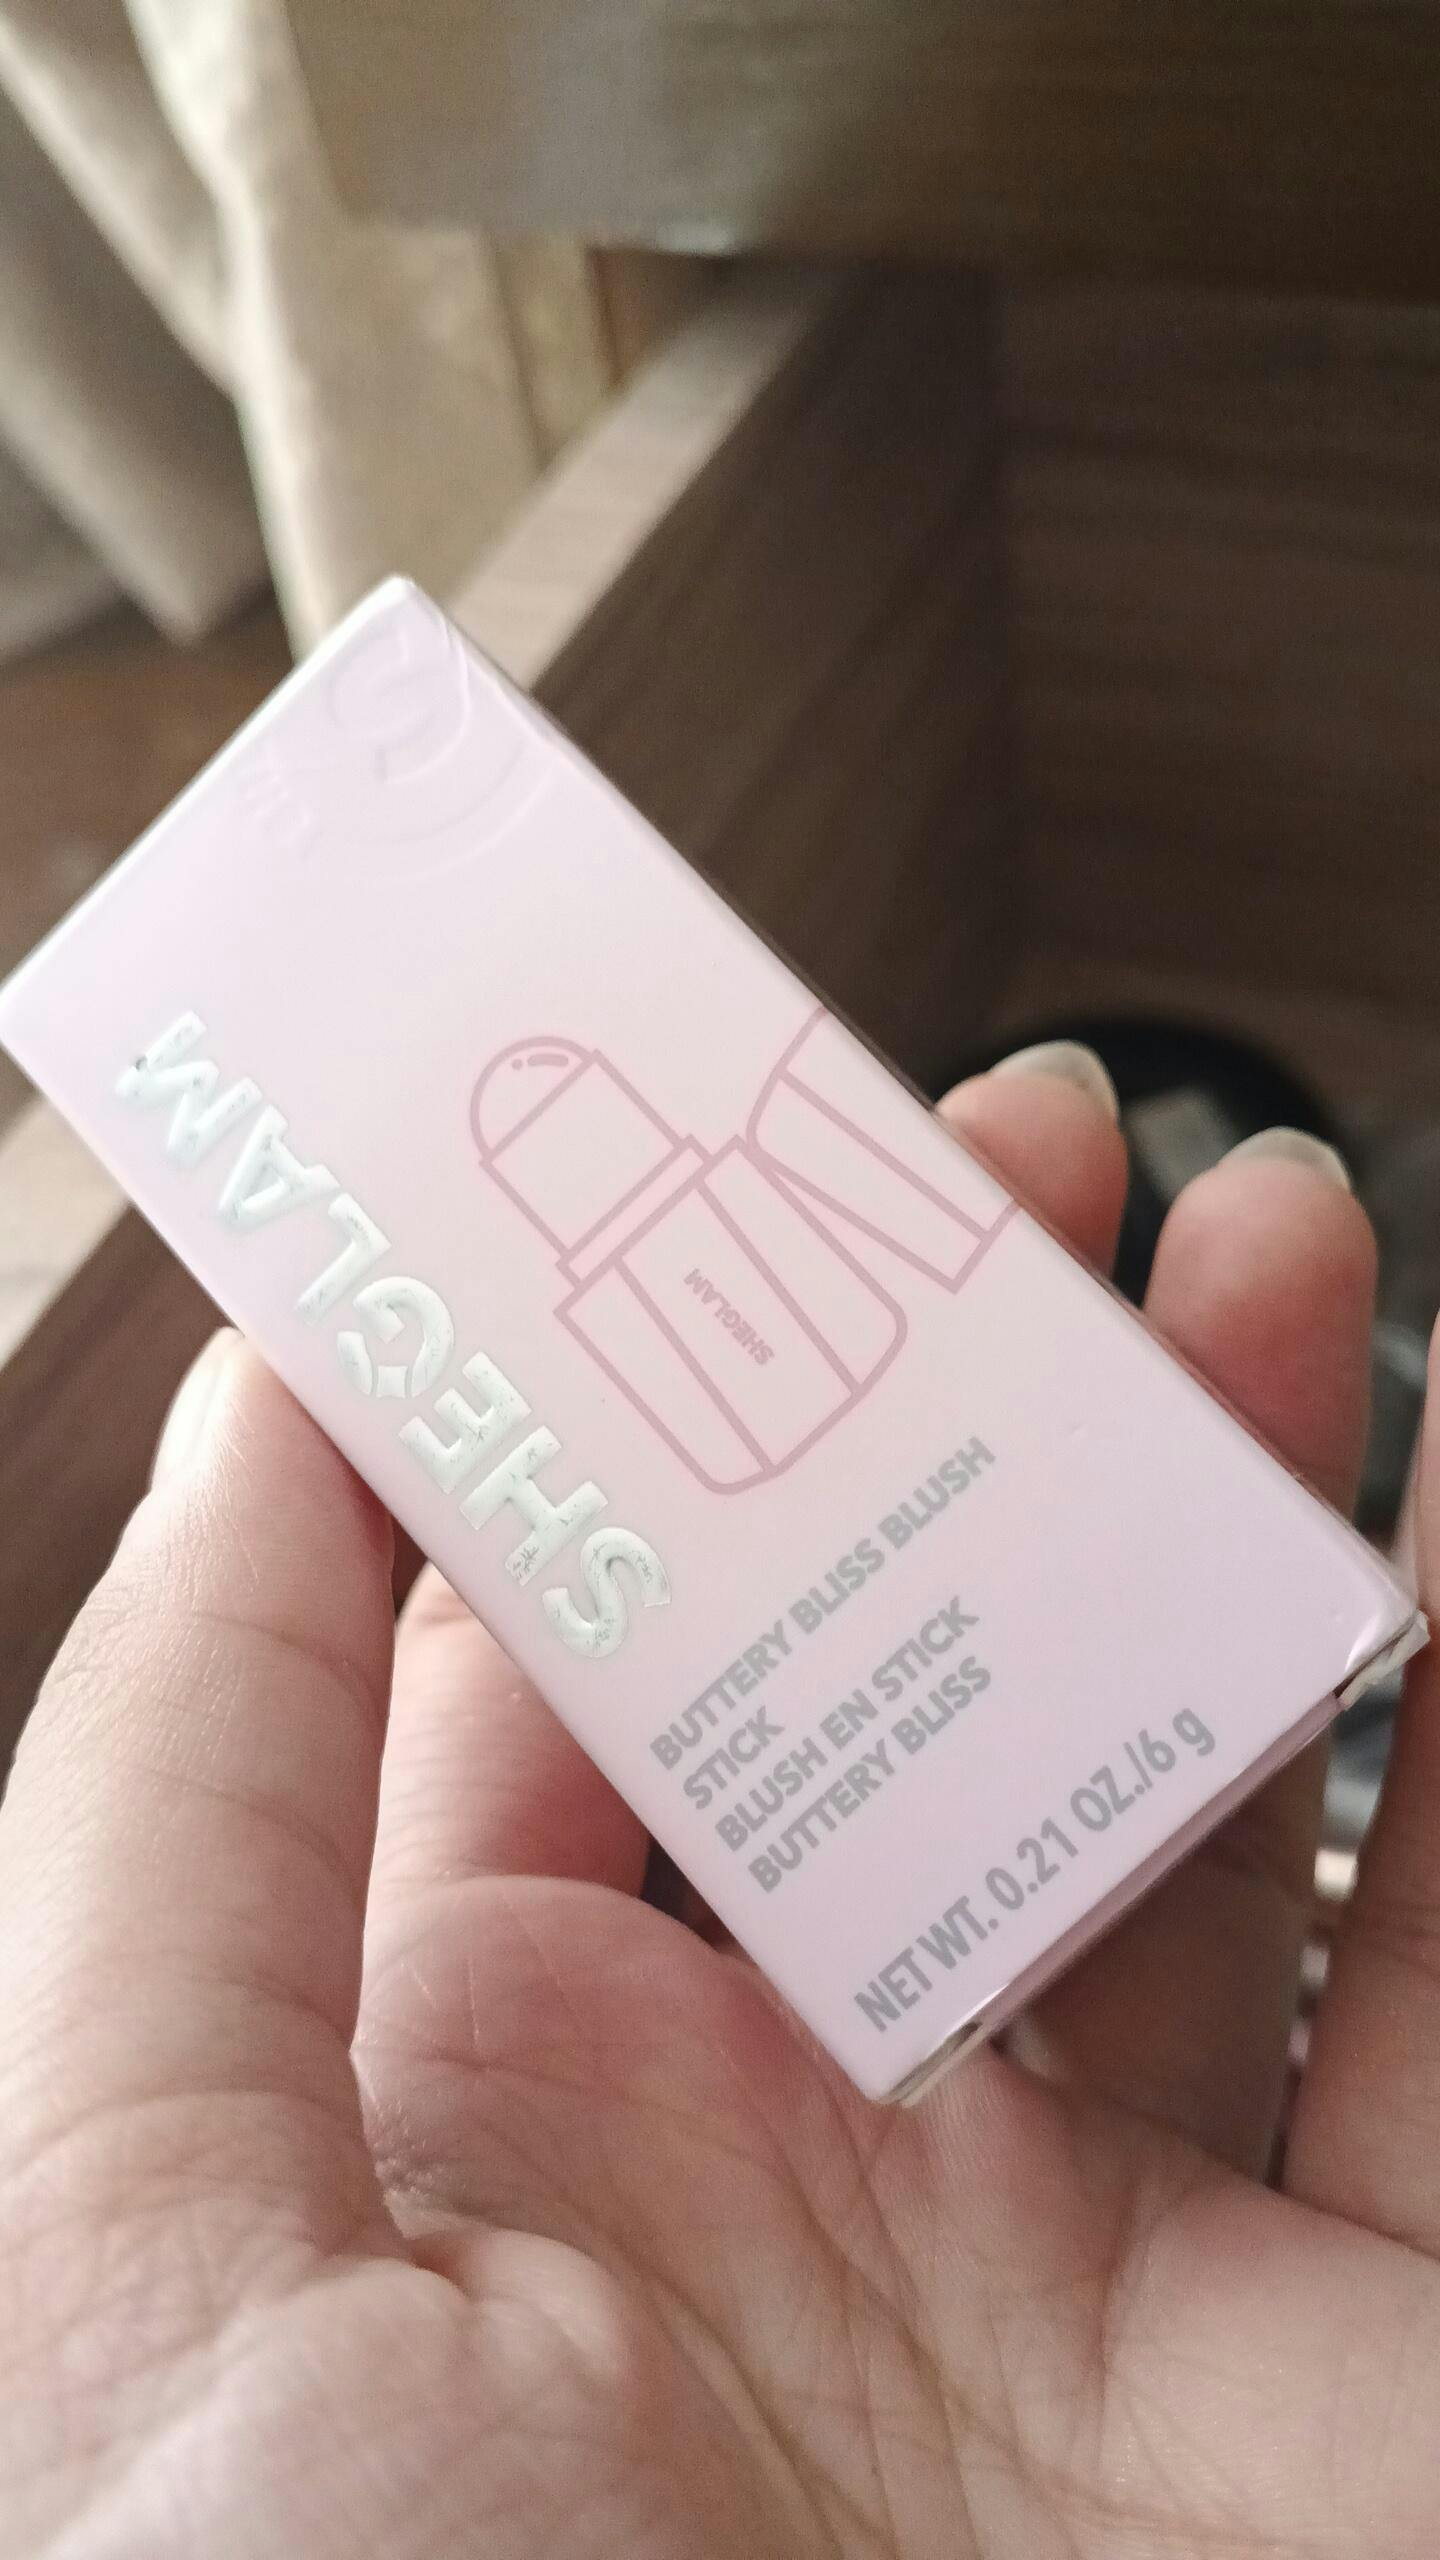 SHEGLAM
SHEGLAM
BUTTERY BLISS BLUSH
STICK
BLUSH EN STICK
BUTTERY BLISS
NET WT. 0.21 OZ./6 g